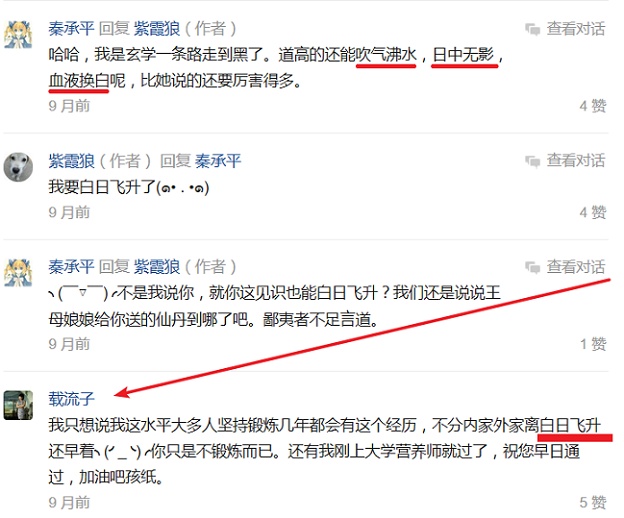 秦承平 回复 紫霞狼（作者） 查看对话
哈哈，我是玄学一条路走到黑了。道高的还能吹气沸水，日中无影，
血液换白呢，比她说的还要厉害得多。
9 月前 4 赞
紫霞狼（作者） 回复 秦承平 查看对话
我要白日飞升了(๑• . •๑)
9 月前 4 赞
秦承平 回复 紫霞狼（作者） 查看对话
╮(￣▽￣)╭不是我说你，就你这见识也能白日飞升？我们还是说说王
母娘娘给你送的仙丹到哪了吧。鄙夷者不足言道。
9 月前 1 赞
载流子
我只想说我这水平大多人坚持锻炼几年都会有这个经历，不分内家外家离白日飞升
还早着╮(╯_╰)╭你只是不锻炼而已。还有我刚上大学营养师就过了，祝您早日通
过，加油吧孩纸。
9 月前 5 赞